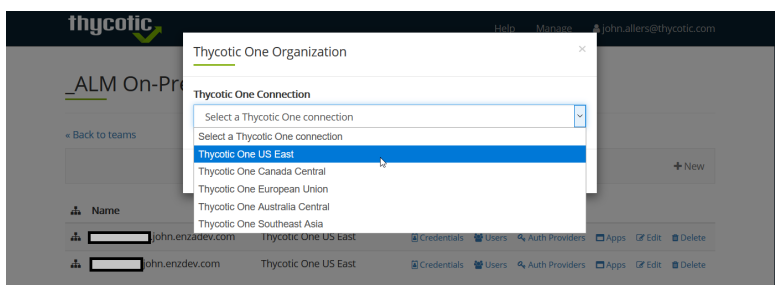 thycotic
Help Manage john.allers@thycotic.com
Thycotic One Organization ×
_ALM On-Pre
Thycotic One Connection
Select a Thycotic One connection
« Back to teams
Select a Thycotic One connection
Thycotic One US East
Thycotic One Canada Central
+ New
Thycotic One European Union
Thycotic One Australia Central
Name
Thycotic One Southeast Asia
john.enzadev.com Thycotic One US East Credentials Users Auth Providers Apps Edit Delete
john.enzdev.com Thycotic One US East Credentials Users Auth Providers Apps Edit Delete